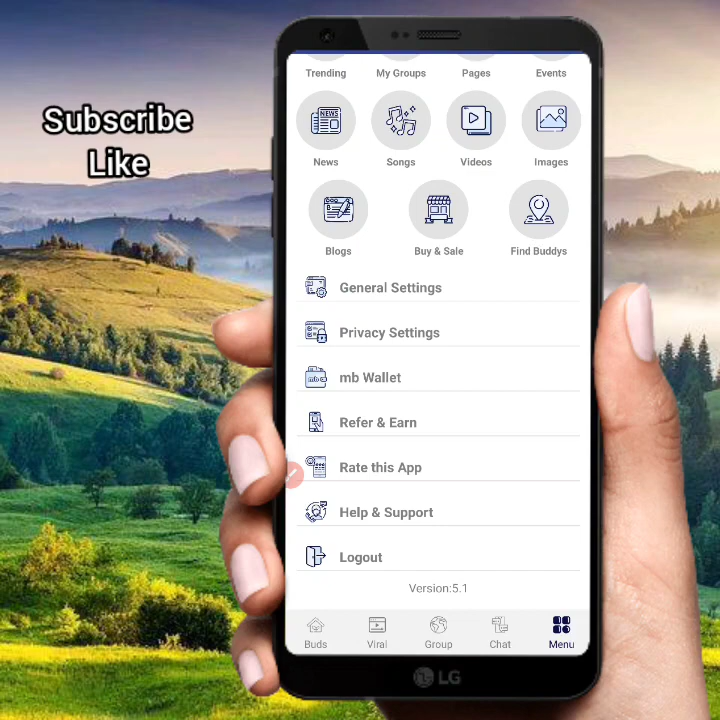 Subscribe
Like
Trending My Groups Pages Events
NEWS
News Songs Videos Images
Blogs Buy & Sale Find Buddys
General Settings
Privacy Settings
mb
mb Wallet
Refer & Earn
Rate this App
Help & Support
Logout
Version:5.1
Buds Viral Group Chat Menu
LG